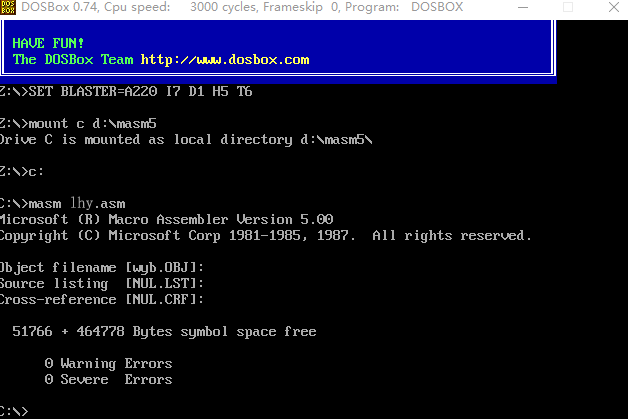 DOS
BOX
DOSBox 0.74, Cpu speed: 3000 cycles, Frameskip 0, Program: DOSBOX
HAVE FUN!
The DOSBox Team http://www.dosbox.com
Z:\>SET BLASTER=A220 I7 D1 H5 T6
Z:\>mount c d:\masm5
Drive C is mounted as local directory d:\masm5\
Z:\>c:
C:\>masm lhy.asm
Microsoft (R) Macro Assembler Version 5.00
Copyright (C) Microsoft Corp 1981-1985, 1987. All rights reserved.
Object filename [wyb.OBJ]:
Source listing [NUL.LST]:
Cross-reference [NUL.CRF]:
51766 + 464778 Bytes symbol space free
0 Warning Errors
0 Severe Errors
C:\>